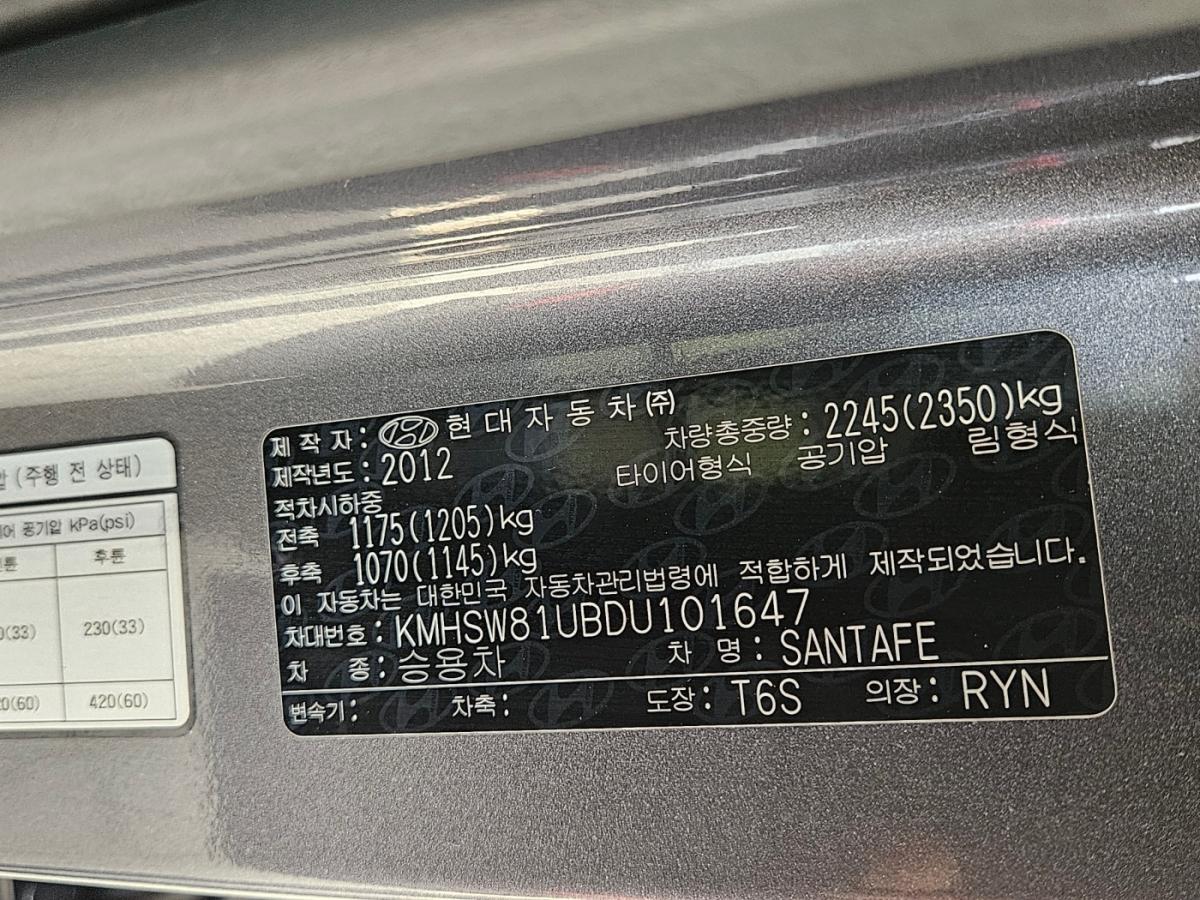 제작자: 현대자동차(주)
차량총중량: 2245(2350)kg
제작년도: 2012
타이어형식 공기압 림형식
적차시하중
전축 1175(1205)kg
후축 1070(1145)kg
이 자동차는 대한민국 자동차관리법령에 적합하게 제작되었습니다.
차대번호: KMHSW81UBDU101647
차 종: 승용차 차 명: SANTAFE
변속기: 차축: 도장: T6S 의장: RYN
(주행 전 상태)
공기압 kPa(psi)
후륜
(33) 230(33)
(60) 420(60)